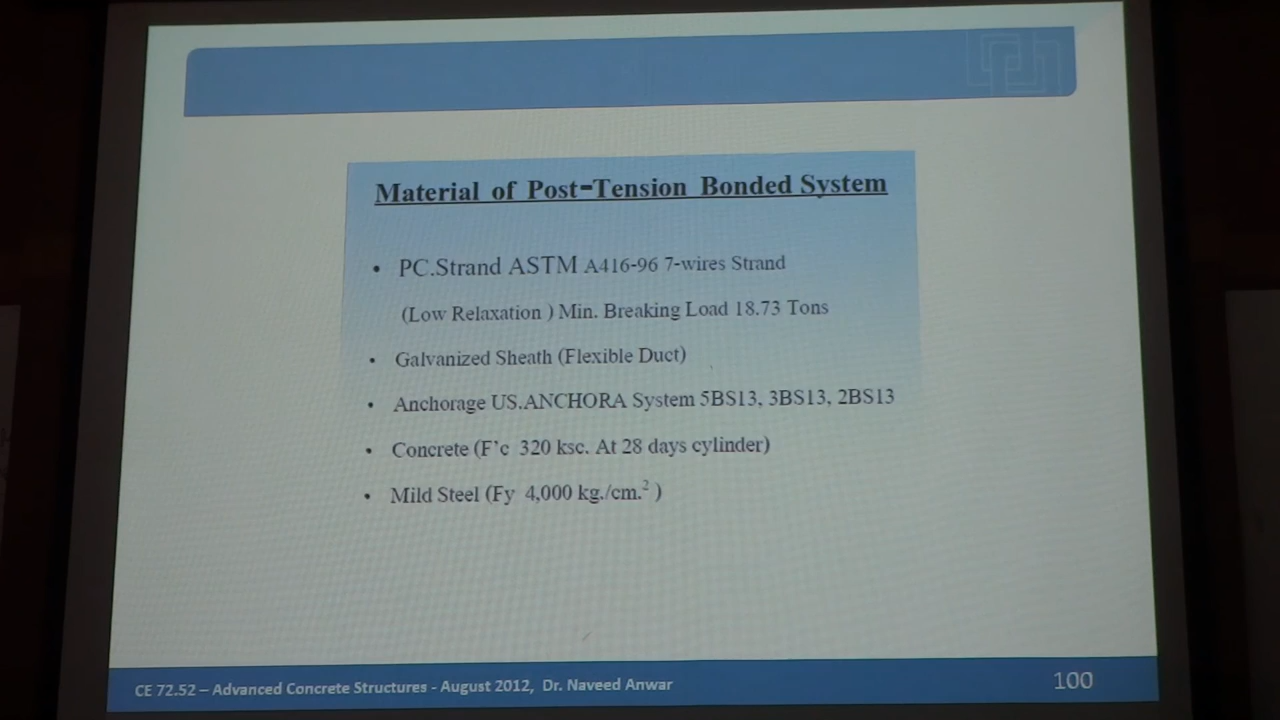 Material of Post-Tension Bonded System
• PC.Strand ASTM A416-96 7-wires Strand
(Low Relaxation ) Min. Breaking Load 18.73 Tons
• Galvanized Sheath (Flexible Duct)
• Anchorage US.ANCHORA System 5BS13, 3BS13, 2BS13
• Concrete (F’c 320 ksc. At 28 days cylinder)
• Mild Steel (Fy 4,000 kg./cm.² )
CE 72.52 – Advanced Concrete Structures - August 2012, Dr. Naveed Anwar
100